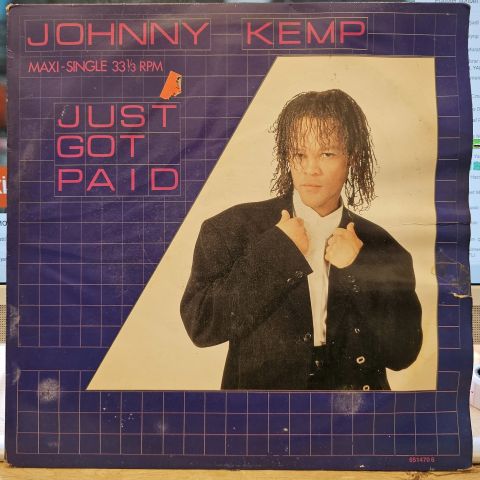 JOHNNY KEMP
MAXI-SINGLE 33⅓ RPM
JUST
GOT
PAID
651470 6